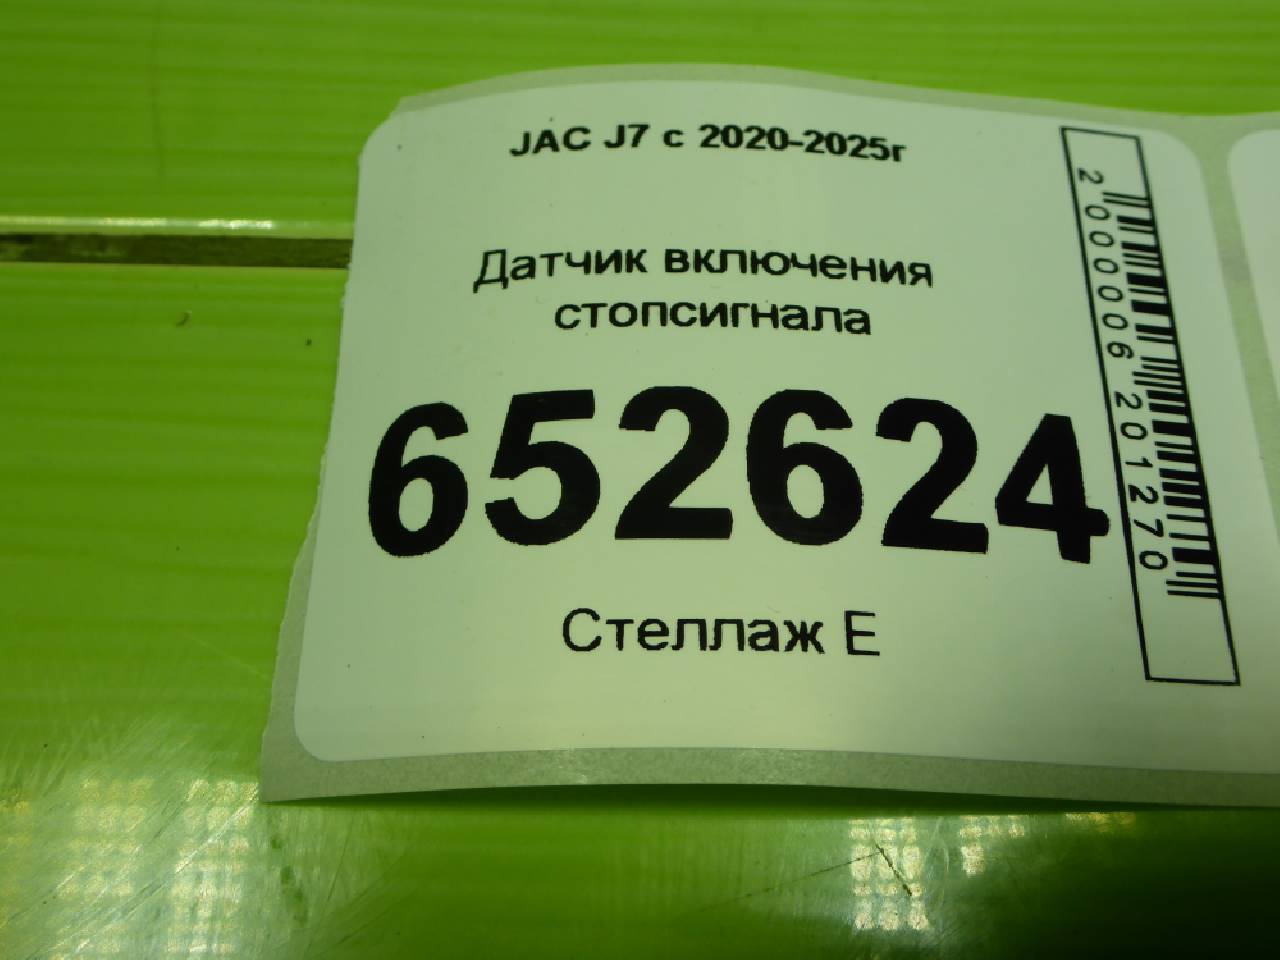 JAC J7 с 2020-2025г
Датчик включения
стопсигнала
652624
Стеллаж Е
2000006201270